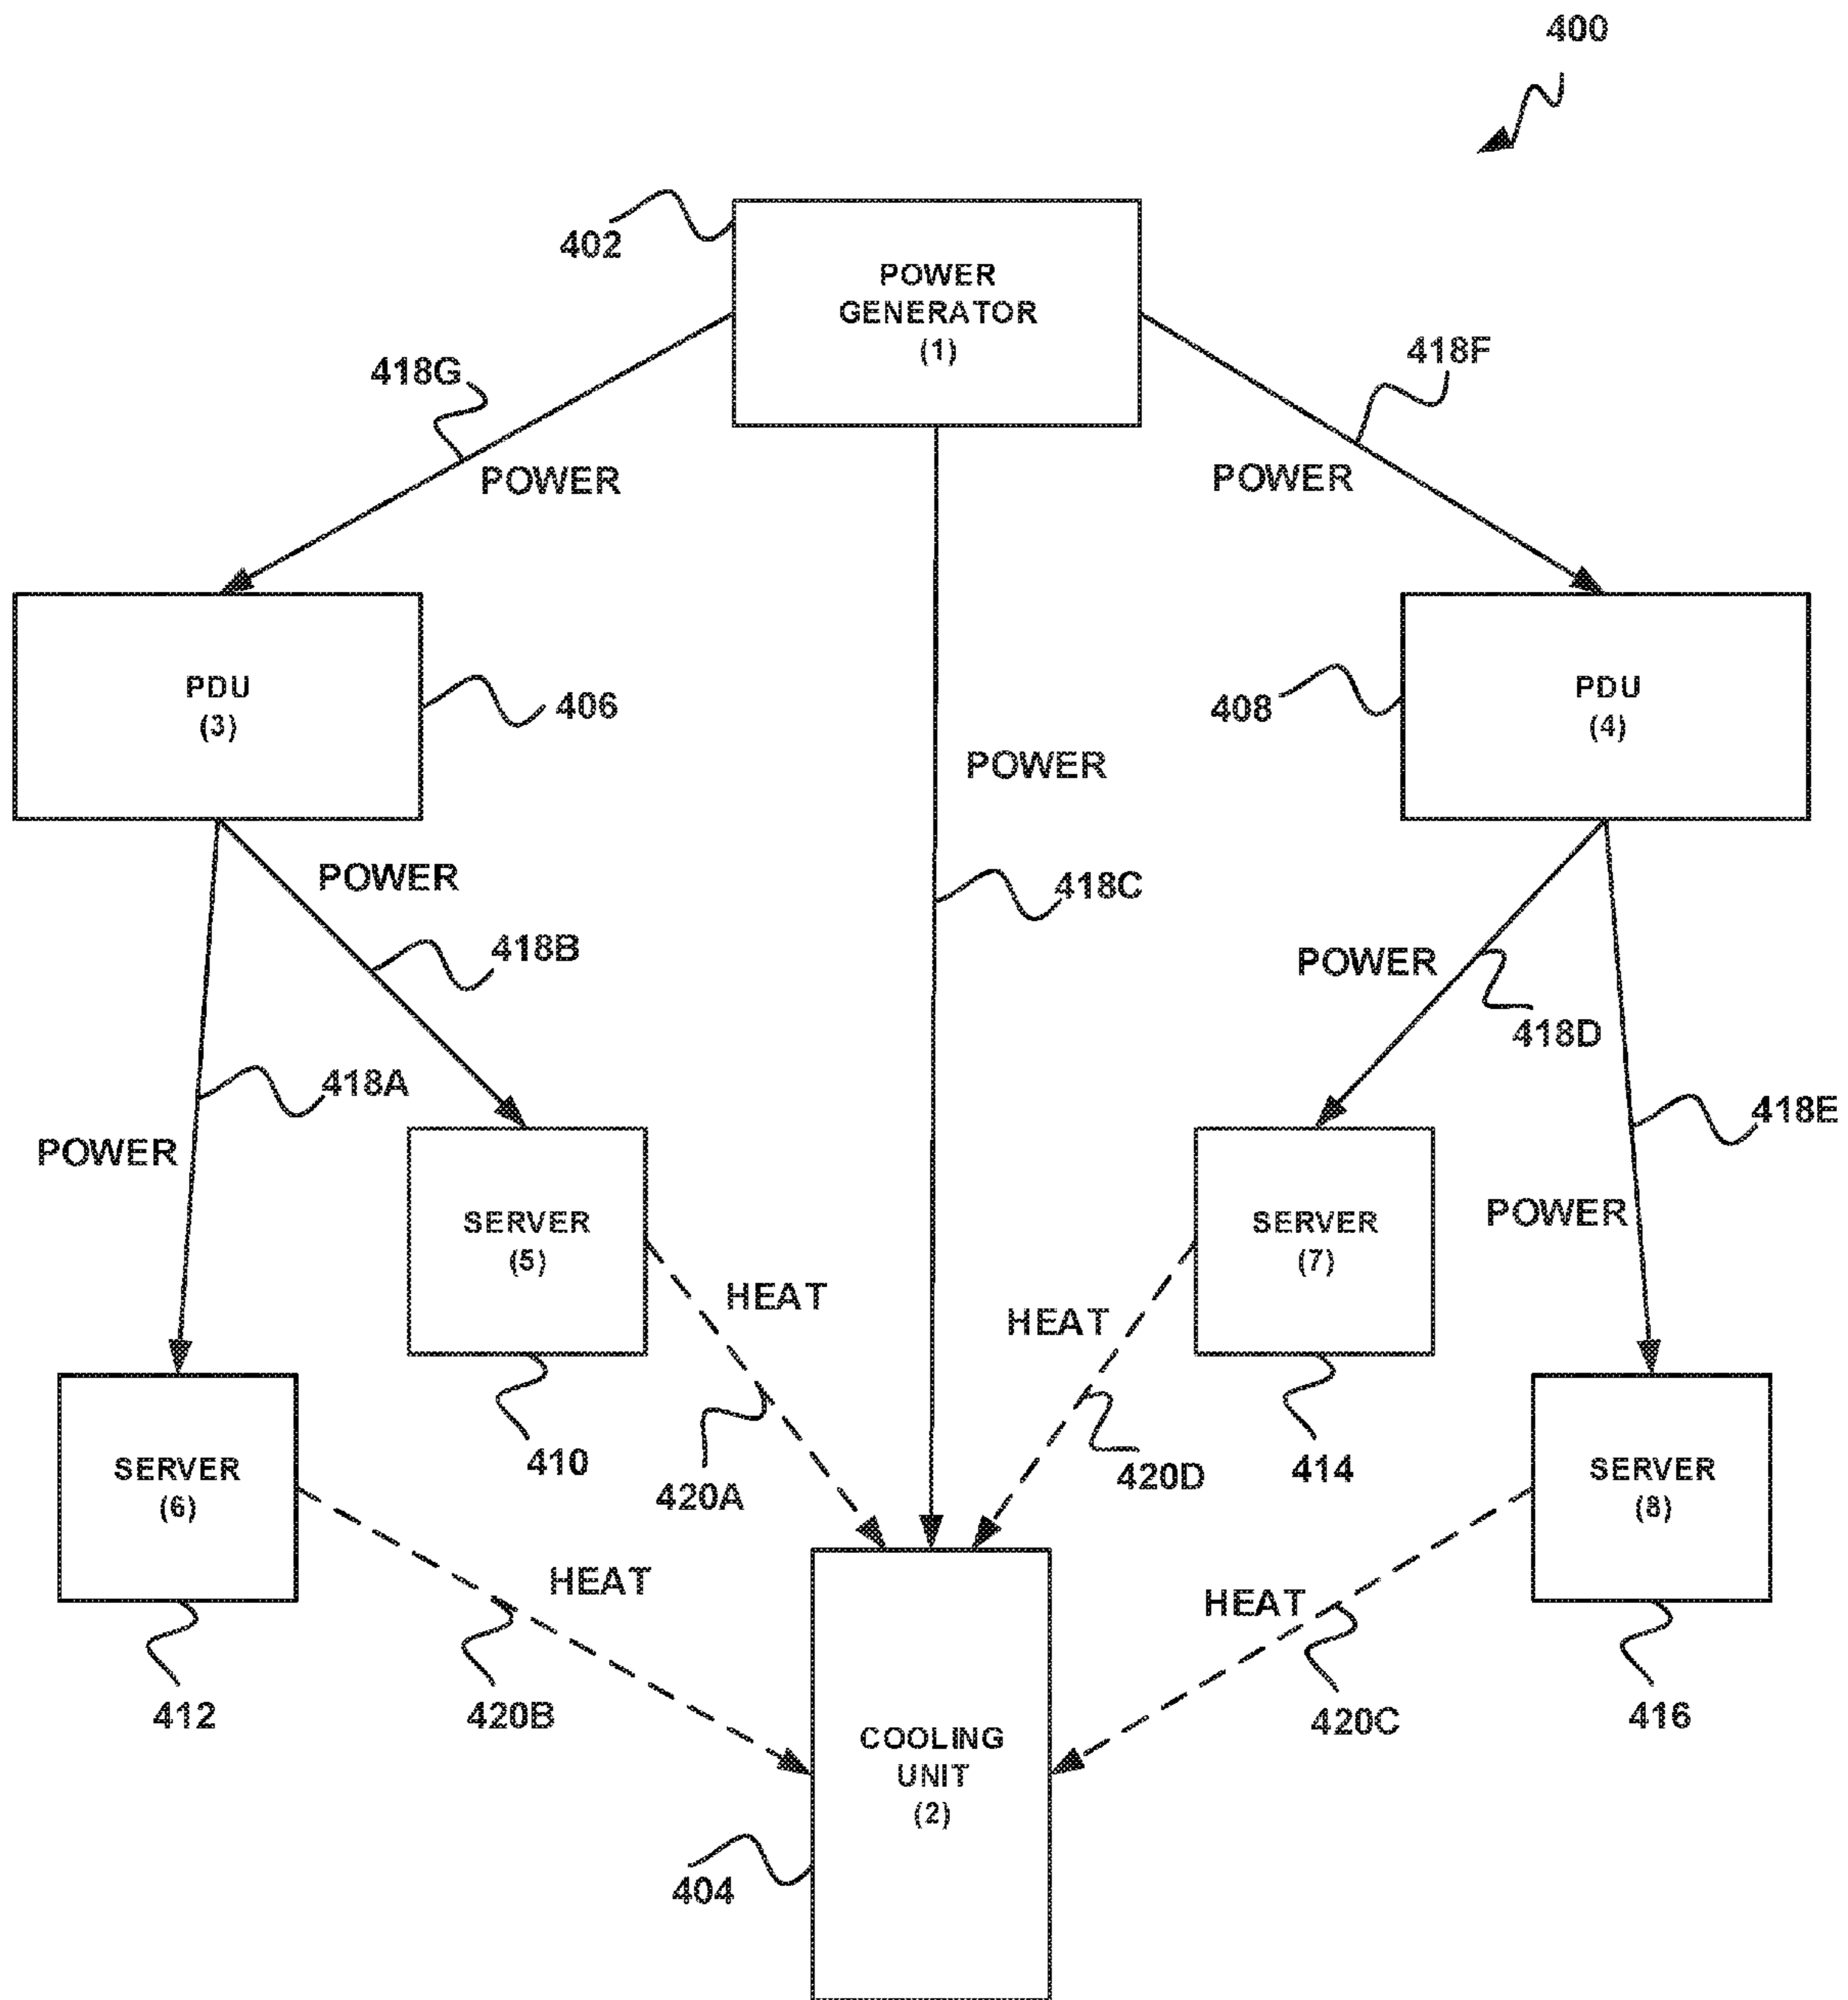 400
402
POWER
GENERATOR
(1)
418G
418F
POWER
POWER
PDU
(3)
406
408
PDU
(4)
POWER
POWER
418C
418B
POWER
418D
418A
418E
POWER
SERVER
(5)
SERVER
(7)
POWER
HEAT
HEAT
410
420A
420D
414
SERVER
(6)
SERVER
(8)
HEAT
HEAT
412
420B
420C
416
COOLING
UNIT
(2)
404